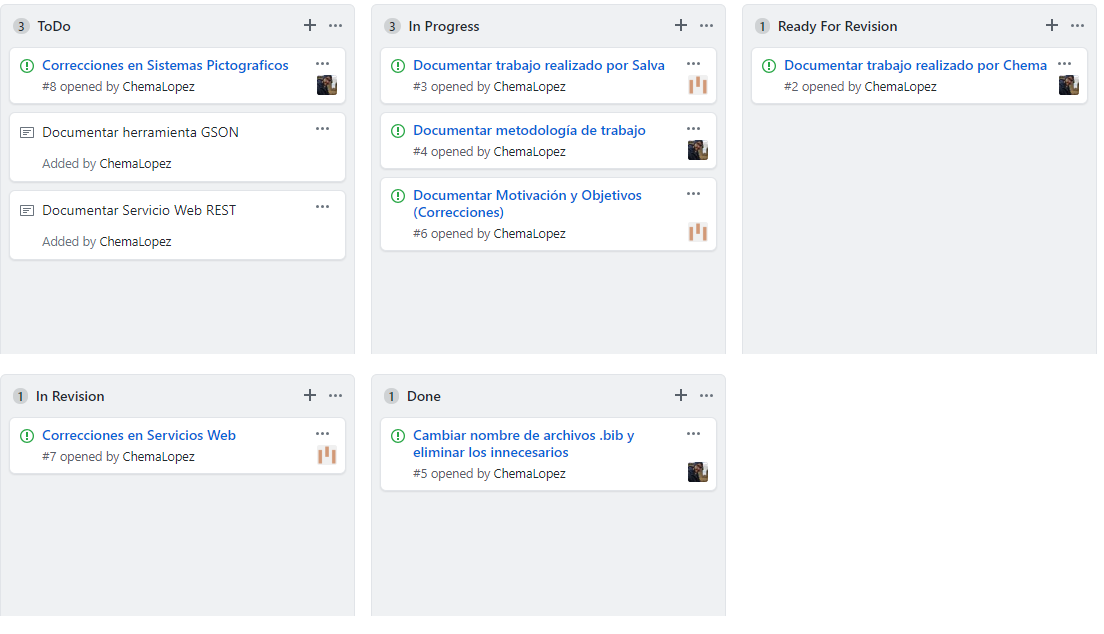 3 ToDo
Correcciones en Sistemas Pictograficos
#8 opened by ChemaLopez
Documentar herramienta GSON
Added by ChemaLopez
Documentar Servicio Web REST
Added by ChemaLopez
3 In Progress
Documentar trabajo realizado por Salva
#3 opened by ChemaLopez
Documentar metodología de trabajo
#4 opened by ChemaLopez
Documentar Motivación y Objetivos
(Correcciones)
#6 opened by ChemaLopez
1 Ready For Revision
Documentar trabajo realizado por Chema
#2 opened by ChemaLopez
1 In Revision
Correcciones en Servicios Web
#7 opened by ChemaLopez
1 Done
Cambiar nombre de archivos .bib y
eliminar los innecesarios
#5 opened by ChemaLopez